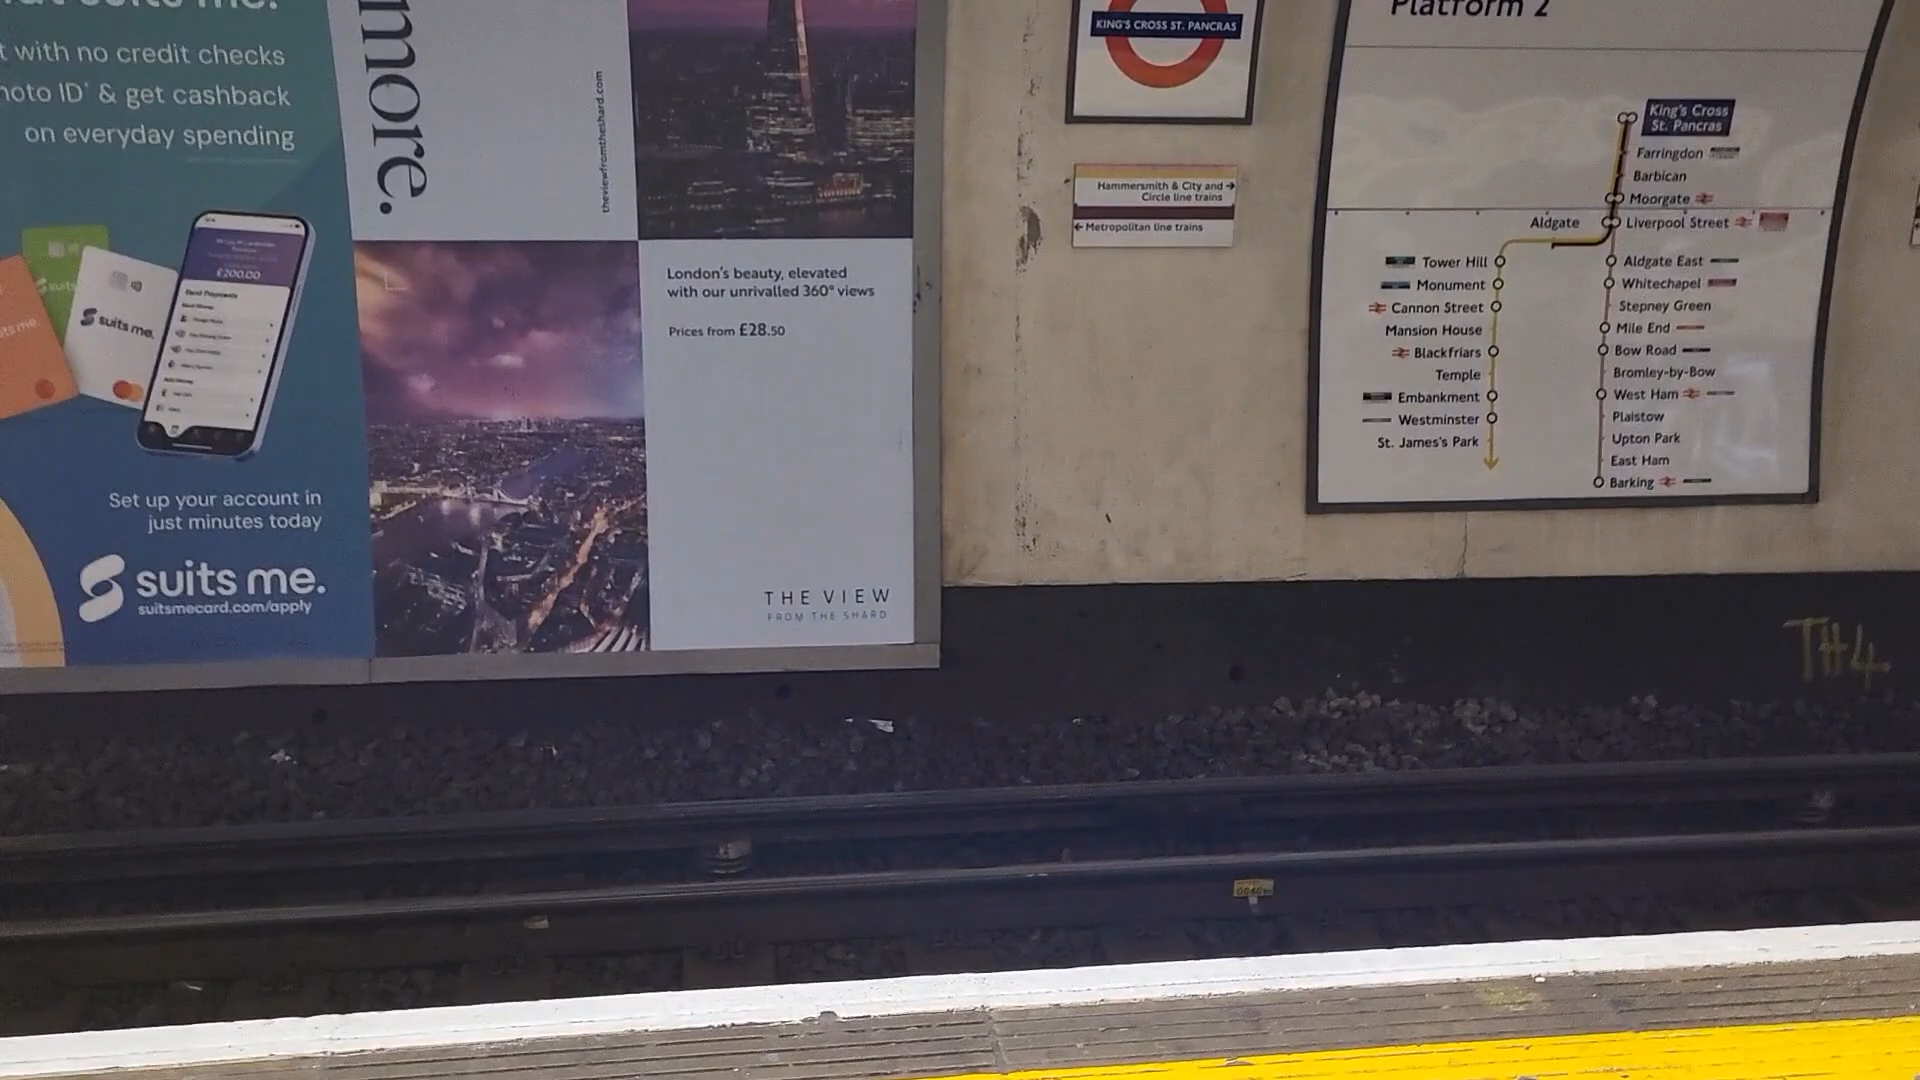 with no credit checks
ID* & get cashback
on everyday spending
£200.00
suits me.
Set up your account in
just minutes today
suits me.
suitsmecard.com/apply
more.
theviewfromtheshard.com
London's beauty, elevated
with our unrivalled 360° views
Prices from £28.50
THE VIEW
FROM THE SHARD
KING'S CROSS ST. PANCRAS
Hammersmith & City and →
Circle line trains
← Metropolitan line trains
Platform 2
King's Cross
St. Pancras
Farringdon
Barbican
Moorgate
Liverpool Street
Aldgate
Tower Hill
Monument
Cannon Street
Mansion House
Blackfriars
Temple
Embankment
Westminster
St. James's Park
Aldgate East
Whitechapel
Stepney Green
Mile End
Bow Road
Bromley-by-Bow
West Ham
Plaistow
Upton Park
East Ham
Barking
TH4